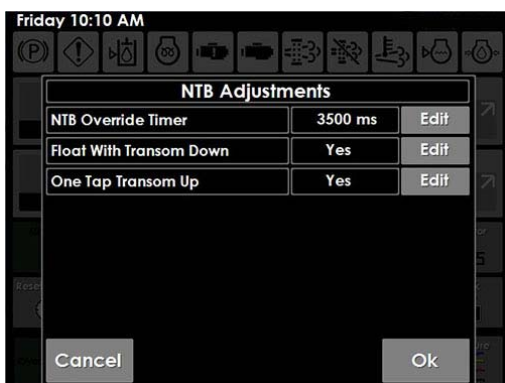 Friday 10:10 AM
NTB Adjustments
NTB Override Timer 3500 ms Edit
Float With Transom Down Yes Edit
One Tap Transom Up Yes Edit
Cancel Ok